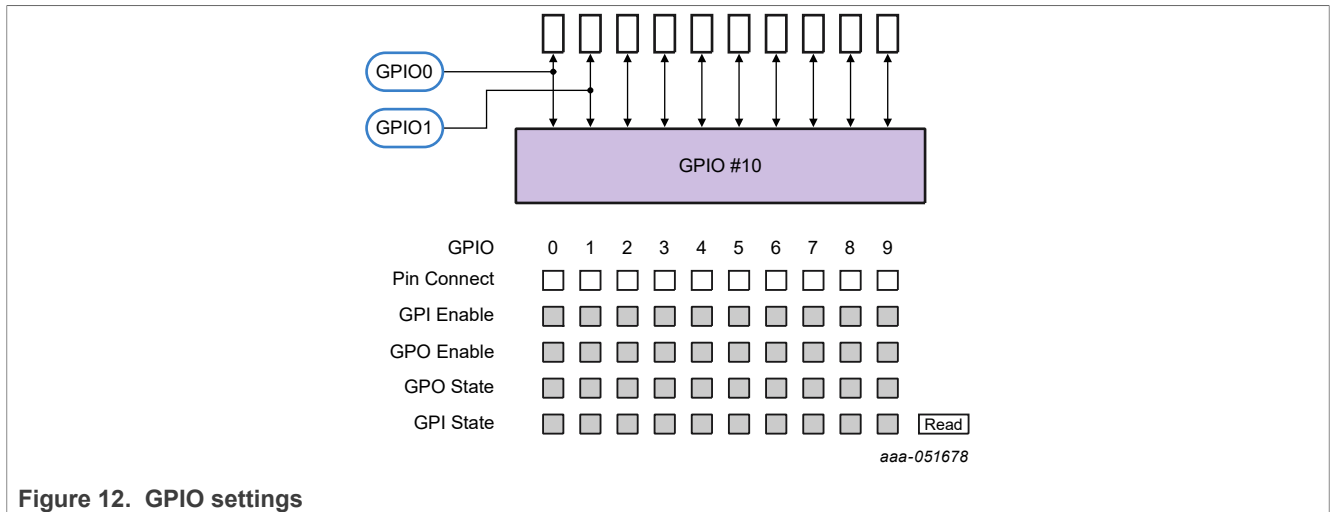 GPIO0
GPIO1
GPIO #10
GPIO 0 1 2 3 4 5 6 7 8 9
Pin Connect
GPI Enable
GPO Enable
GPO State
GPI State Read
aaa-051678
Figure 12. GPIO settings